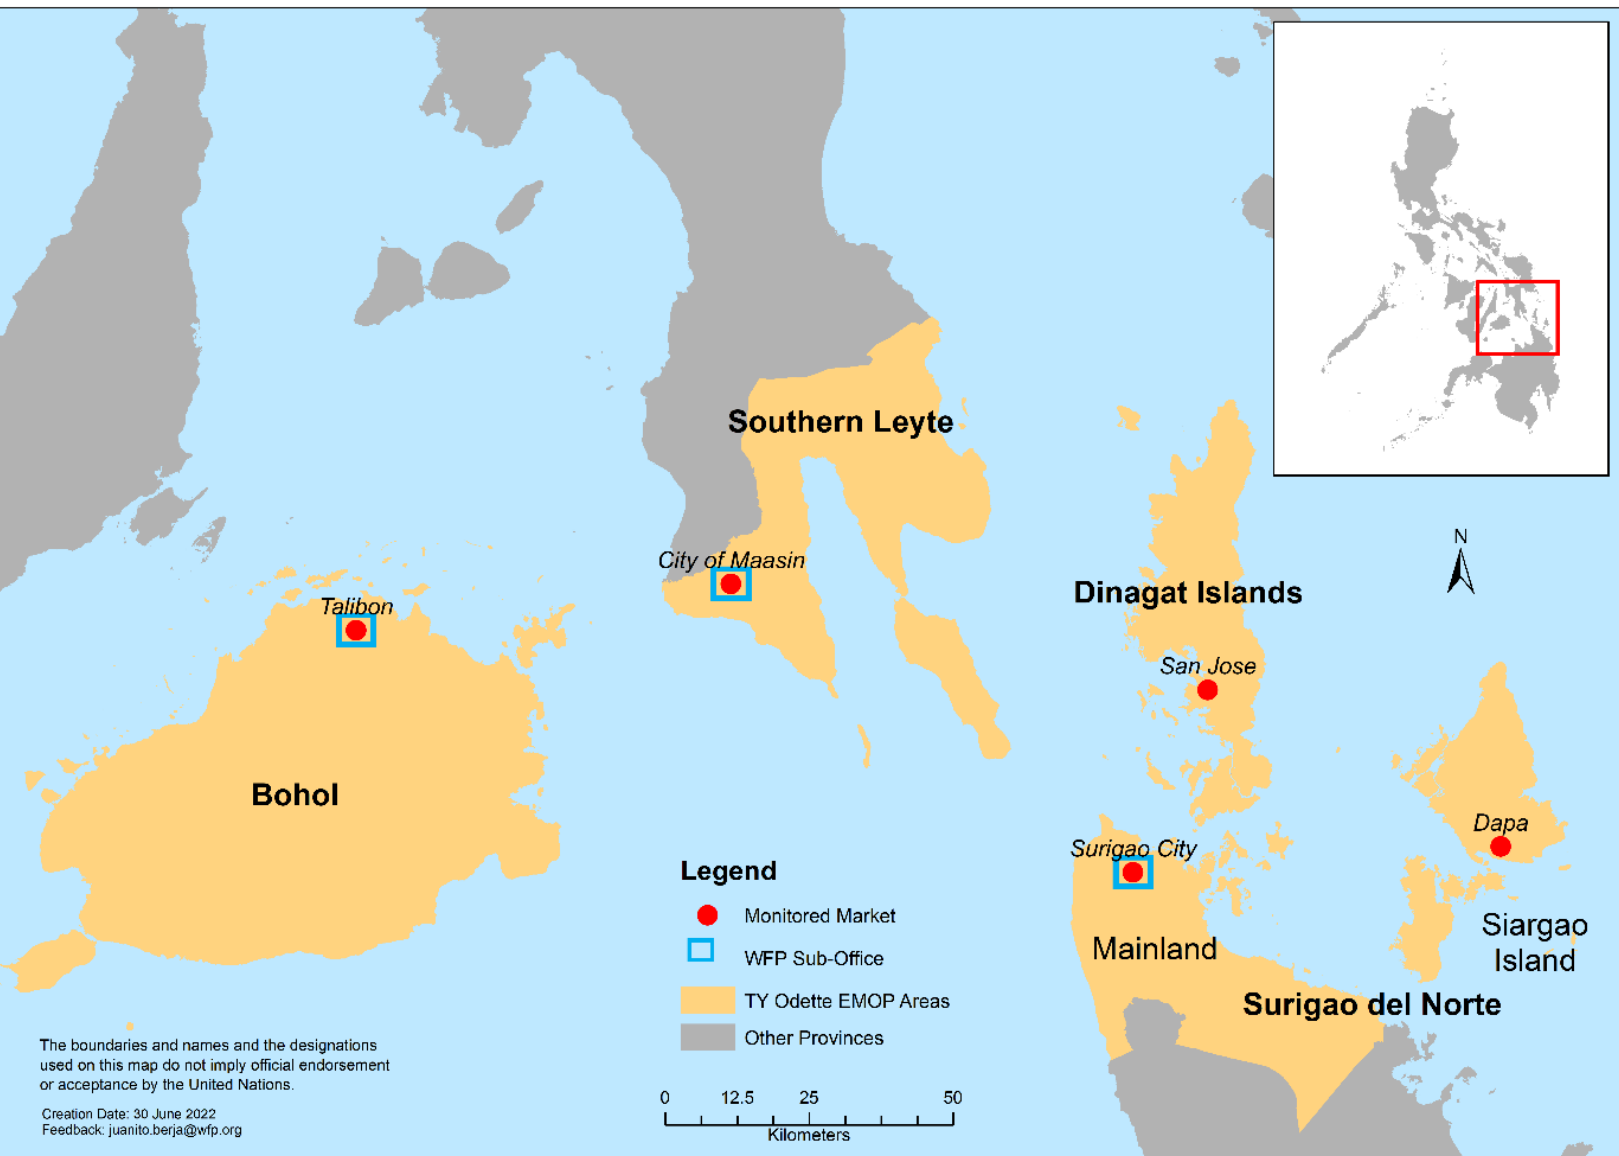 Southern Leyte
N
City of Maasin
Dinagat Islands
Talibon
San Jose
Bohol
Dapa
Surigao City
Legend
Monitored Market
Siargao
Island
Mainland
WFP Sub-Office
TY Odette EMOP Areas
Surigao del Norte
Other Provinces
The boundaries and names and the designations
used on this map do not imply official endorsement
or acceptance by the United Nations.
0 12.5 25 50
Kilometers
Creation Date: 30 June 2022
Feedback: juanito.berja@wfp.org